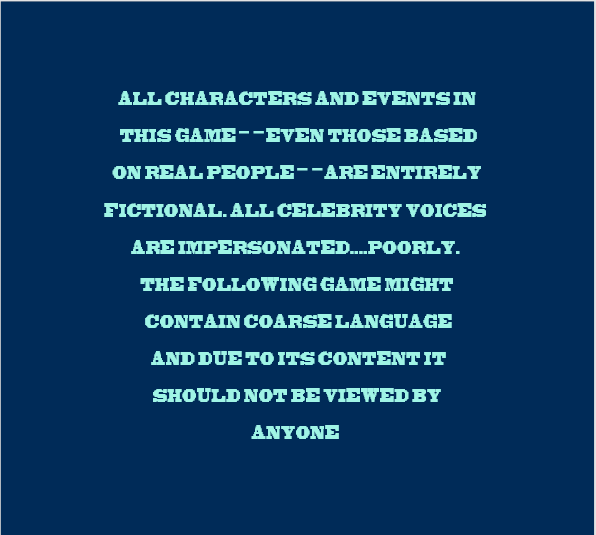 ALL CHARACTERS AND EVENTS IN
THIS GAME--EVEN THOSE BASED
ON REAL PEOPLE--ARE ENTIRELY
FICTIONAL. ALL CELEBRITY VOICES
ARE IMPERSONATED....POORLY.
THE FOLLOWING GAME MIGHT
CONTAIN COARSE LANGUAGE
AND DUE TO ITS CONTENT IT
SHOULD NOT BE VIEWED BY
ANYONE